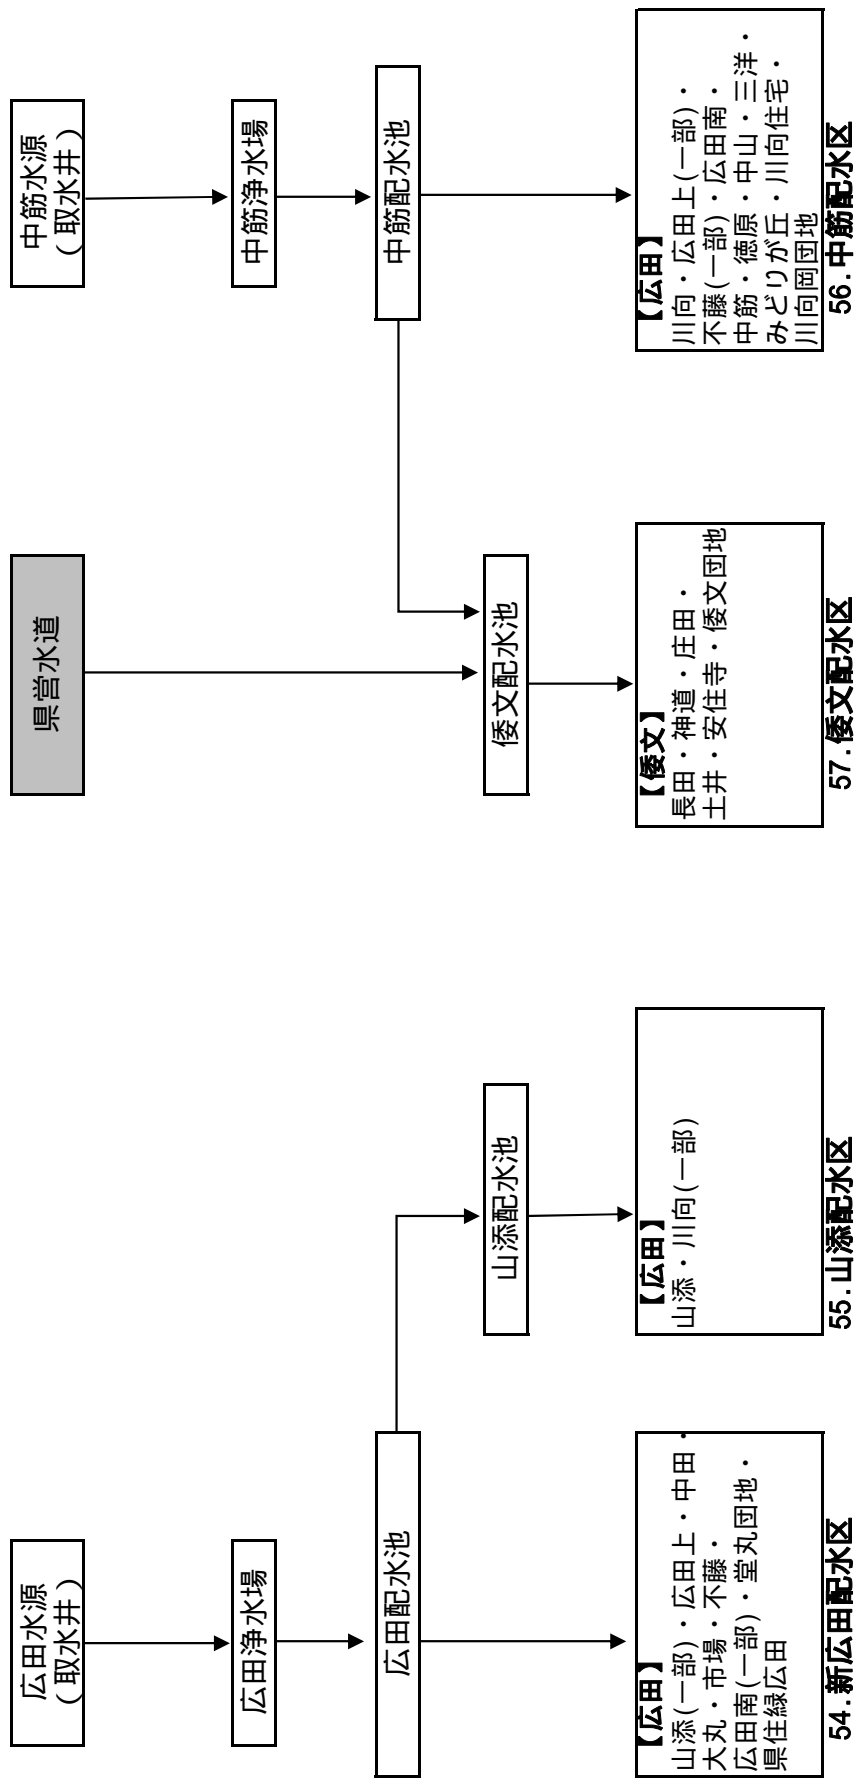 広田水源
(取水井)
広田浄水場
広田配水池
【広田】
山添(一部)・広田上・中田・
大丸・市場・不藤・
広田南(一部)・堂丸団地・
県住緑広田
54.新広田配水区
山添配水池
【広田】
山添・川向(一部)
55.山添配水区
県営水道
倭文配水池
【倭文】
長田・神道・庄田・
土井・安住寺・倭文団地
57.倭文配水区
中筋水源
(取水井)
中筋浄水場
中筋配水池
【広田】
川向・広田上(一部)・
不藤(一部)・広田南・
中筋・徳原・中山・三洋・
みどりが丘・川向住宅・
川向岡団地
56.中筋配水区